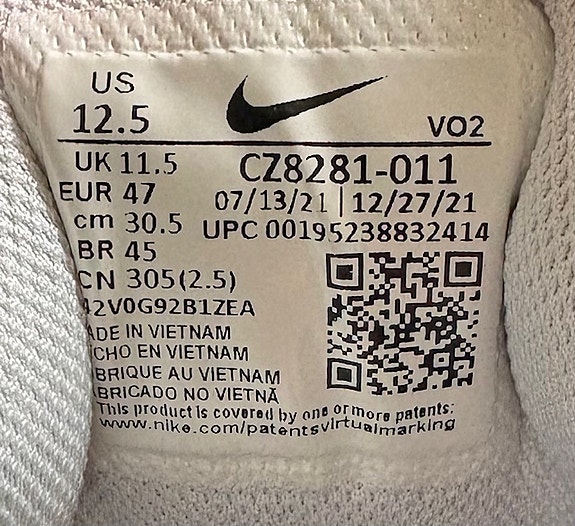 US
12.5
VO2
UK 11.5
CZ8281-011
EUR 47
07/13/21 | 12/27/21
cm 30.5
UPC 00195238832414
BR 45
CN 305(2.5)
42V0G92B1ZEA
ADE IN VIETNAM
CHO EN VIETNAM
BRIQUE AU VIETNAM
BRICADO NO VIETNÃ
This product is covered by one or more patents:
www.nike.com/patentsvirtualmarking